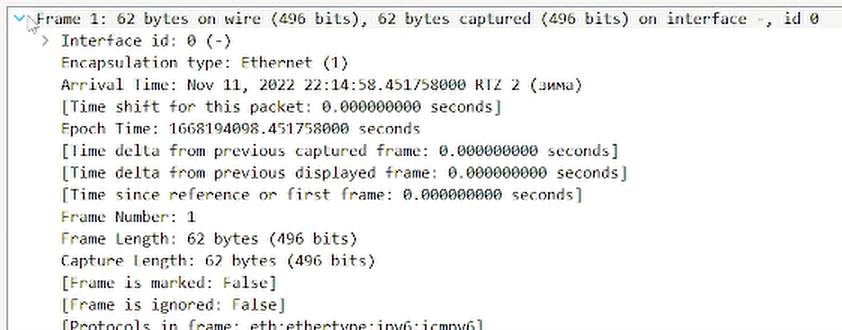 Frame 1: 62 bytes on wire (496 bits), 62 bytes captured (496 bits) on interface -, id 0
Interface id: 0 (-)
Encapsulation type: Ethernet (1)
Arrival Time: Nov 11, 2022 22:14:58.451758000 RTZ 2 (зима)
[Time shift for this packet: 0.000000000 seconds]
Epoch Time: 1668194098.451758000 seconds
[Time delta from previous captured frame: 0.000000000 seconds]
[Time delta from previous displayed frame: 0.000000000 seconds]
[Time since reference or first frame: 0.000000000 seconds]
Frame Number: 1
Frame Length: 62 bytes (496 bits)
Capture Length: 62 bytes (496 bits)
[Frame is marked: False]
[Frame is ignored: False]
[Protocols in frame: eth:ethertype:ipv6:icmpv6]